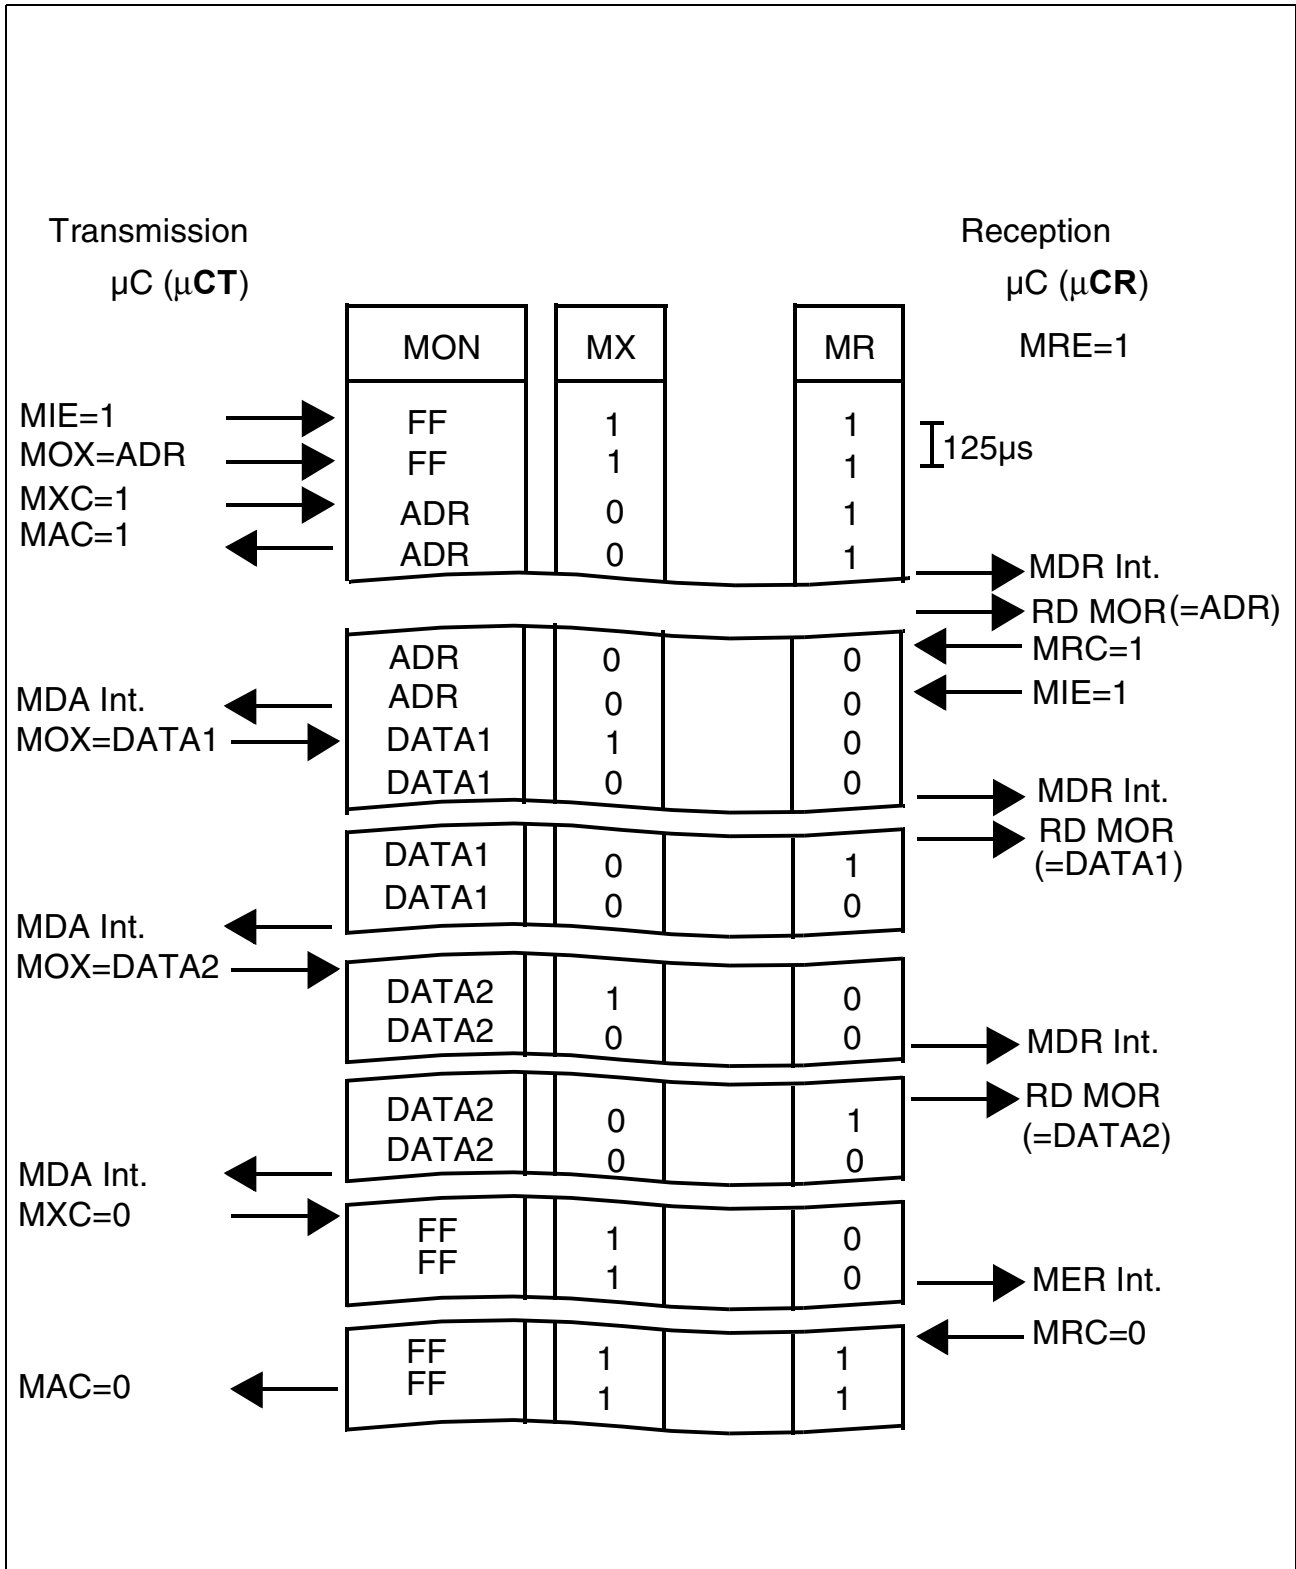 Transmission Reception
µC (µCT) µC (µCR)
MON MX MR MRE=1
MIE=1 FF 1 1
MOX=ADR FF 1 1 125µs
MXC=1 ADR 0 1
MAC=1 ADR 0 1
MDR Int.
RD MOR(=ADR)
ADR 0 0 MRC=1
MDA Int. ADR 0 0 MIE=1
MOX=DATA1 DATA1 1 0
DATA1 0 0 MDR Int.
RD MOR
DATA1 0 1 (=DATA1)
DATA1 0 0
MDA Int.
MOX=DATA2
DATA2 1 0
DATA2 0 0 MDR Int.
RD MOR
DATA2 0 1 (=DATA2)
DATA2 0 0
MDA Int.
MXC=0
FF 1 0
FF 1 0 MER Int.
MRC=0
FF 1 1
MAC=0 FF 1 1